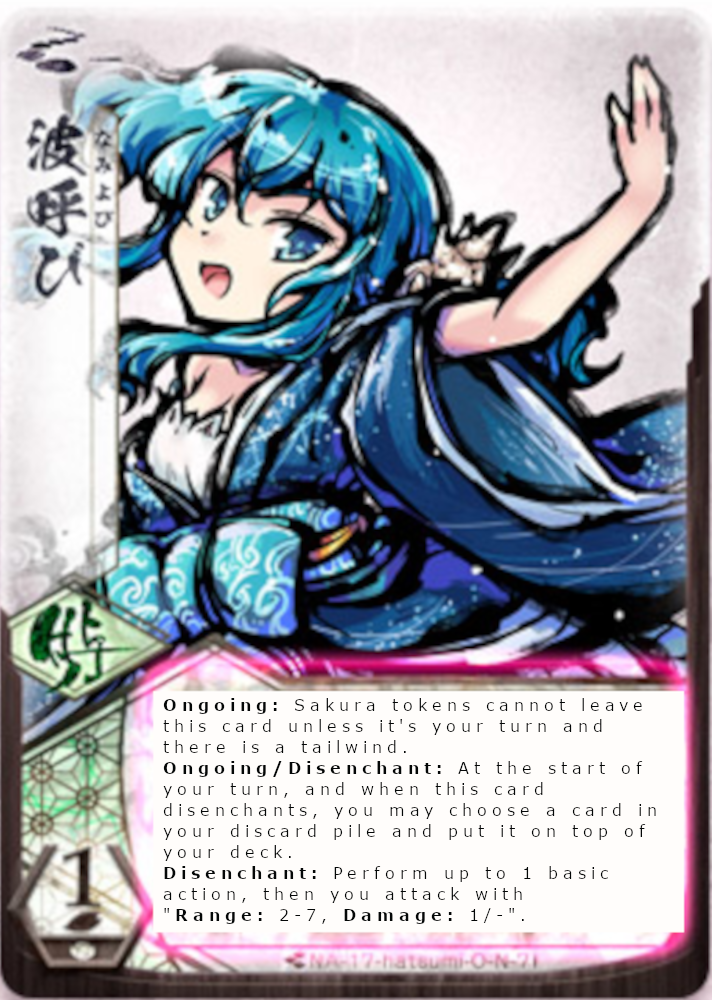 波呼び
なみよび
付与
Ongoing: Sakura tokens cannot leave
this card unless it's your turn and
there is a tailwind.
Ongoing/Disenchant: At the start of
your turn, and when this card
disenchants, you may choose a card in
your discard pile and put it on top of
your deck.
Disenchant: Perform up to 1 basic
action, then you attack with
"Range: 2-7, Damage: 1/-".
1
NA-17-hatsumi-O-N-7